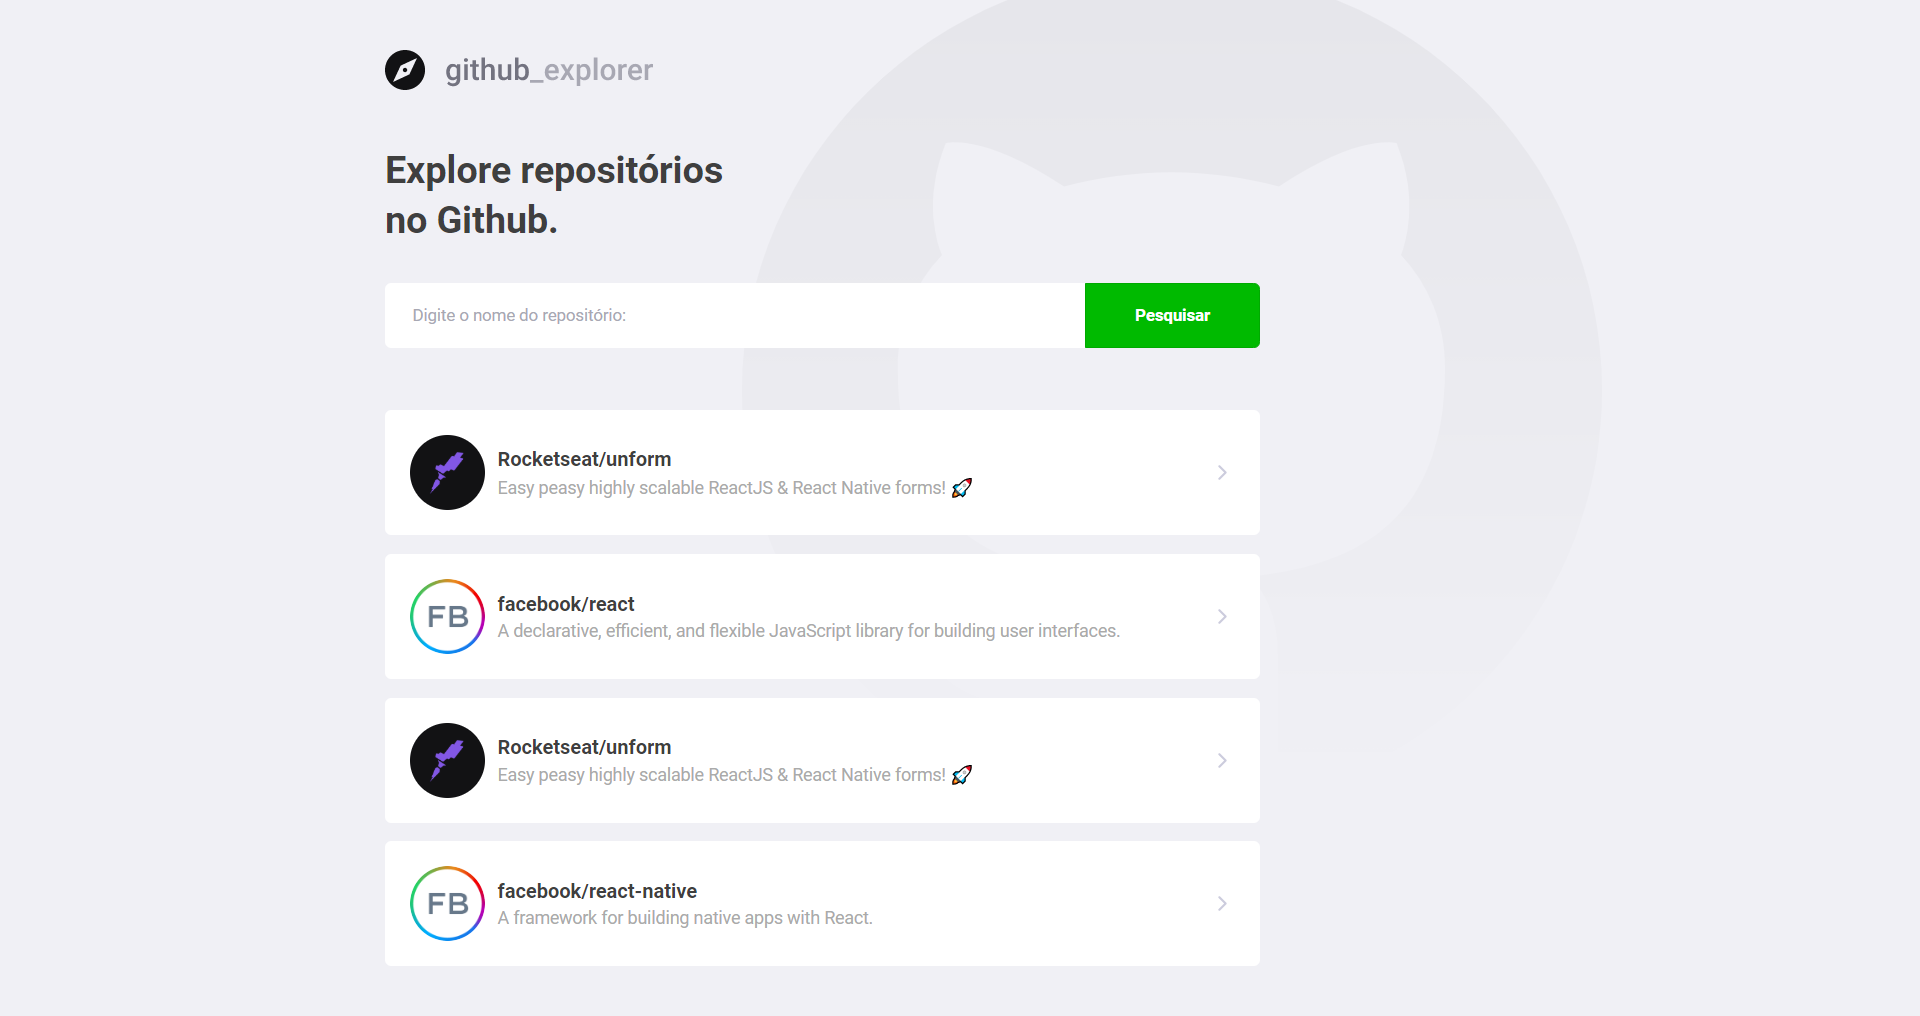 github_explorer
Explore repositórios
no Github.
Digite o nome do repositório:
Pesquisar
Rocketseat/unform
Easy peasy highly scalable ReactJS & React Native forms! 🚀
FB
facebook/react
A declarative, efficient, and flexible JavaScript library for building user interfaces.
Rocketseat/unform
Easy peasy highly scalable ReactJS & React Native forms! 🚀
FB
facebook/react-native
A framework for building native apps with React.